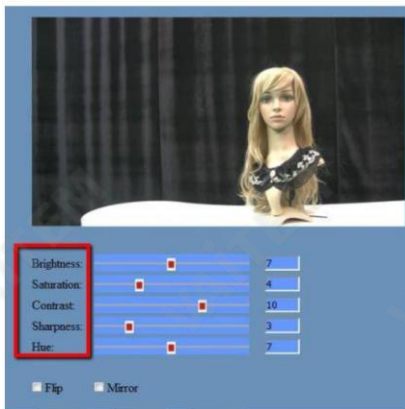 Brightness: 7
Saturation: 4
Contrast: 10
Sharpness: 3
Hue: 7
Flip Mirror